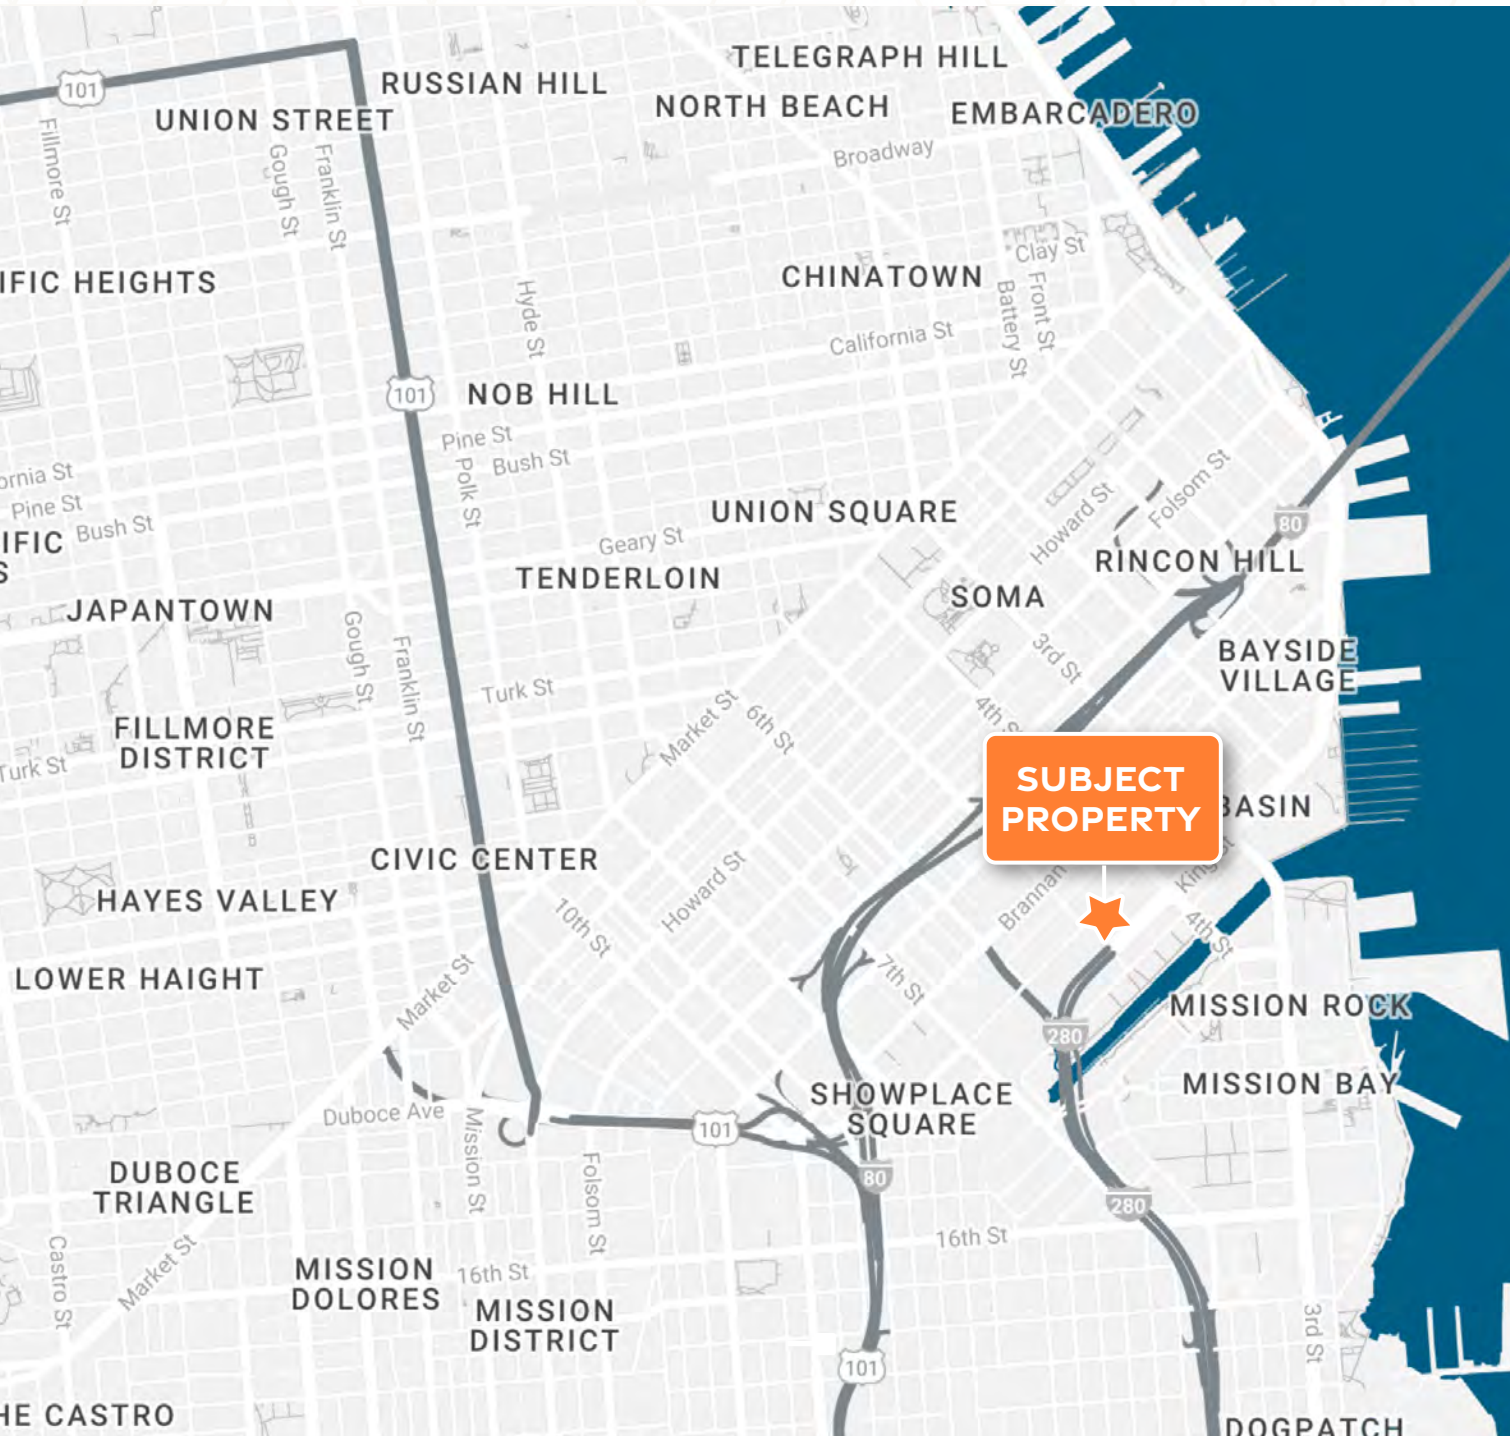 TELEGRAPH HILL
RUSSIAN HILL
101
NORTH BEACH
EMBARCADERO
UNION STREET
Fillmore St
Gough St
Franklin St
Broadway
Clay St
IFIC HEIGHTS
CHINATOWN
Hyde St
Battery St
Front St
California St
101
NOB HILL
Pine St
Bush St
Polk St
ornia St
Pine St
Bush St
IFIC
S
UNION SQUARE
Howard St
Folsom St
80
Geary St
TENDERLOIN
RINCON HILL
SOMA
JAPANTOWN
Gough St
Franklin St
3rd St
BAYSIDE
VILLAGE
Turk St
Market St
6th St
4th S
FILLMORE
DISTRICT
Turk St
SUBJECT
PROPERTY
BASIN
CIVIC CENTER
HAYES VALLEY
Howard St
10th St
Brannan
King St
4th St
LOWER HAIGHT
Market St
7th St
MISSION ROCK
280
MISSION BAY
SHOWPLACE
SQUARE
Duboce Ave
Mission St
101
80
DUBOCE
TRIANGLE
Folsom St
280
Castro St
Market St
16th St
MISSION
DOLORES
16th St
MISSION
DISTRICT
3rd St
101
HE CASTRO
DOGPATCH